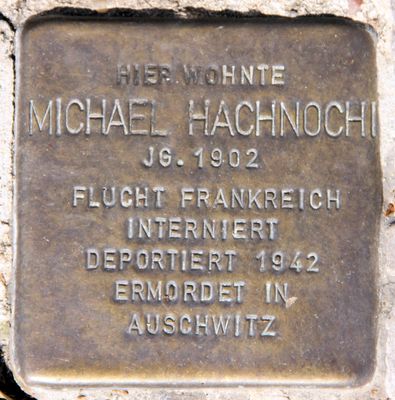 HIER WOHNTE
MICHAEL HACHNOCHI
JG. 1902
FLUCHT FRANKREICH
INTERNIERT
DEPORTIERT 1942
ERMORDET IN
AUSCHWITZ